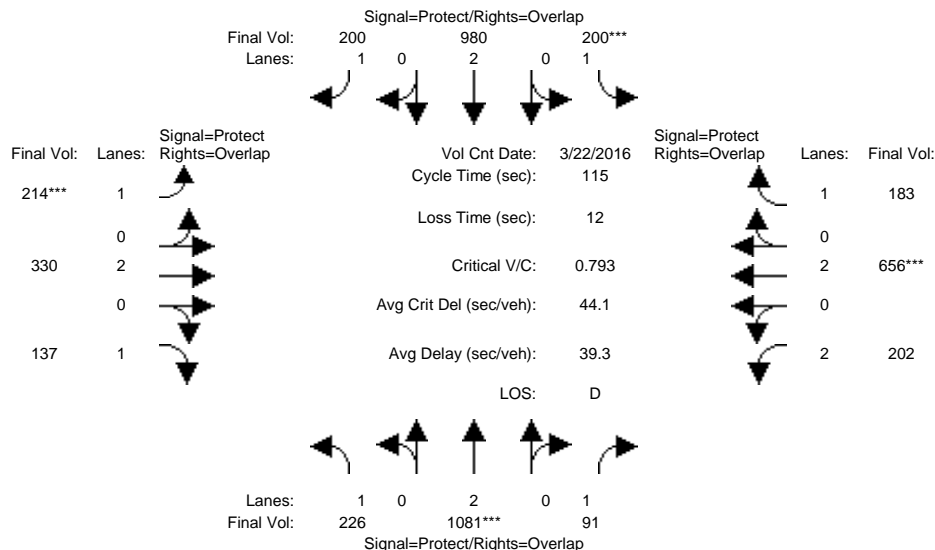 Signal=Protect/Rights=Overlap
Final Vol: 200 980 200***
Lanes: 1 0 2 0 1
Signal=Protect Signal=Protect
Final Vol: Lanes: Rights=Overlap Vol Cnt Date: 3/22/2016 Rights=Overlap Lanes: Final Vol:
Cycle Time (sec): 115
214*** 1 1 183
Loss Time (sec): 12
0 0
330 2 Critical V/C: 0.793 2 656***
0 Avg Crit Del (sec/veh): 44.1 0
137 1 Avg Delay (sec/veh): 39.3 2 202
LOS: D
Lanes: 1 0 2 0 1
Final Vol: 226 1081*** 91
Signal=Protect/Rights=Overlap